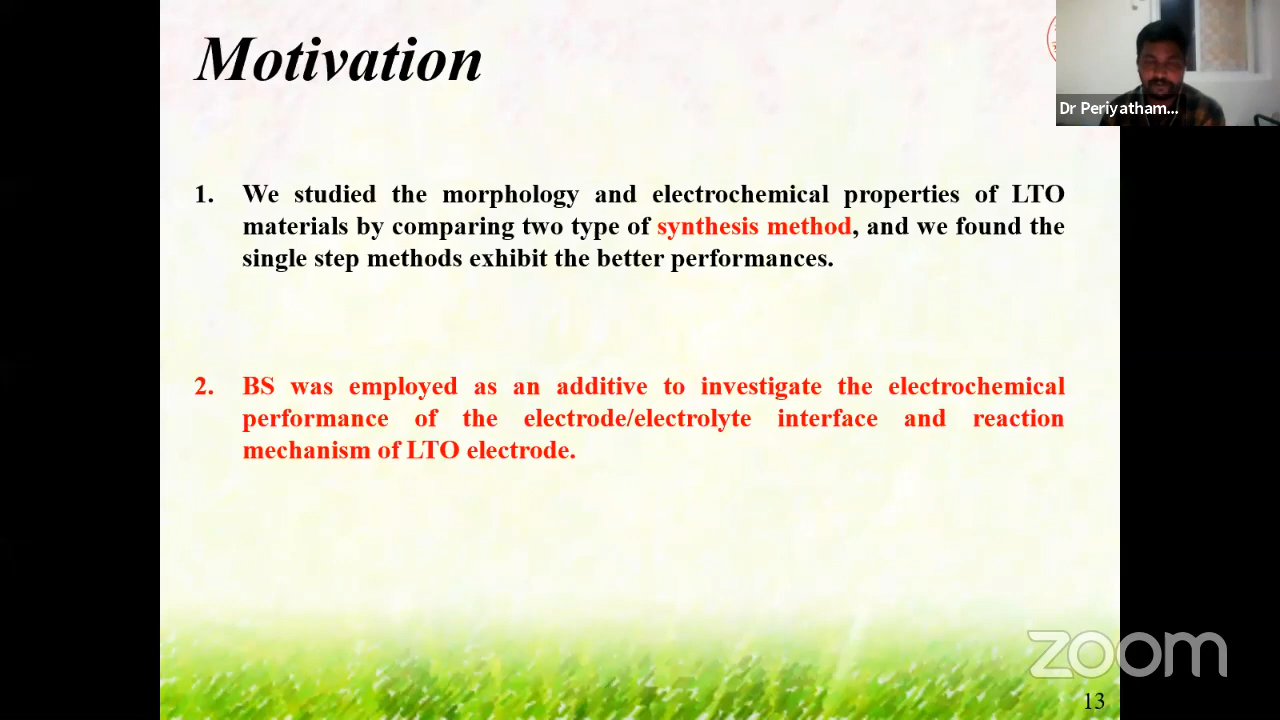 Motivation
Dr Periyatham...
1. We studied the morphology and electrochemical properties of LTO
materials by comparing two type of synthesis method, and we found the
single step methods exhibit the better performances.
2. BS was employed as an additive to investigate the electrochemical
performance of the electrode/electrolyte interface and reaction
mechanism of LTO electrode.
zoom
13